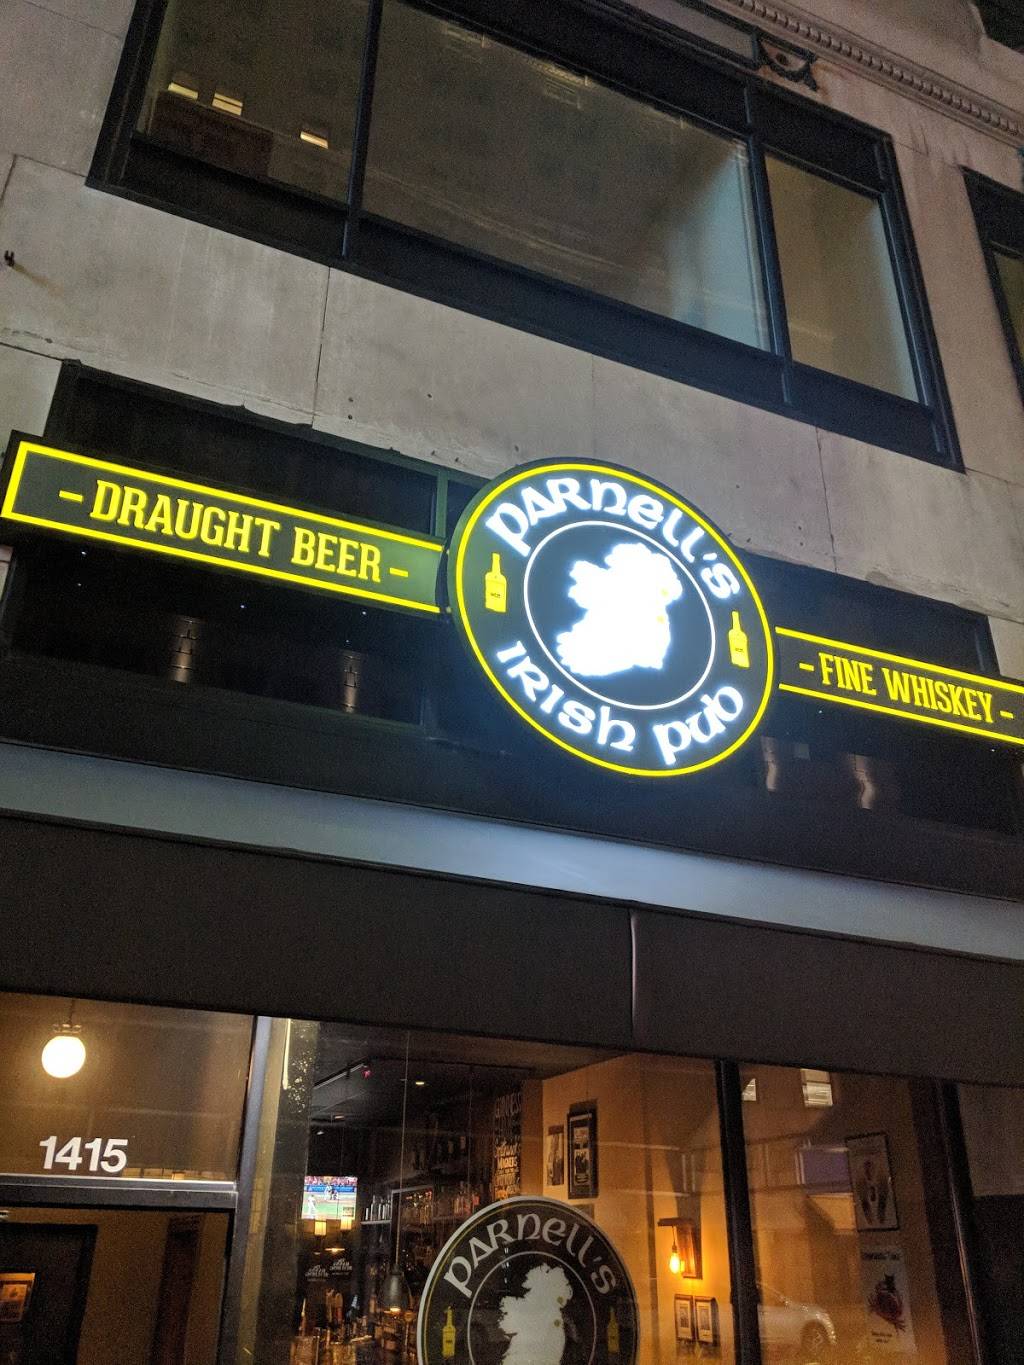 - DRAUGHT BEER -
PARNELL'S
IRISH PUB
- FINE WHISKEY -
1415
PARNELL'S